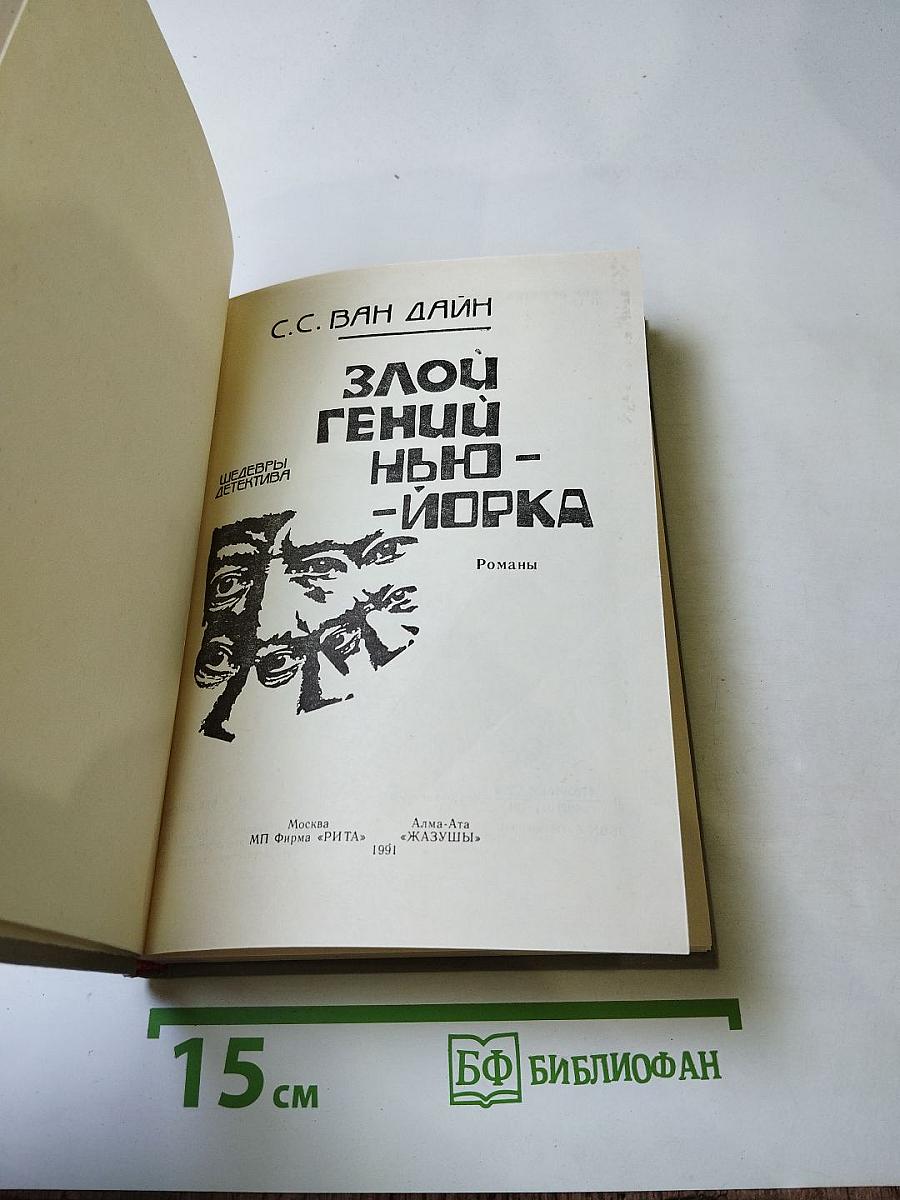 С.С. ВАН ДАЙН
ЗЛОЙ
ГЕНИЙ
НЬЮ-
-ЙОРКА
ШЕДЕВРЫ
ДЕТЕКТИВА
Романы
Москва
МП Фирма «РИТА»
Алма-Ата
«ЖАЗУШЫ»
1991
15 см
БФ БИБЛИОФАН